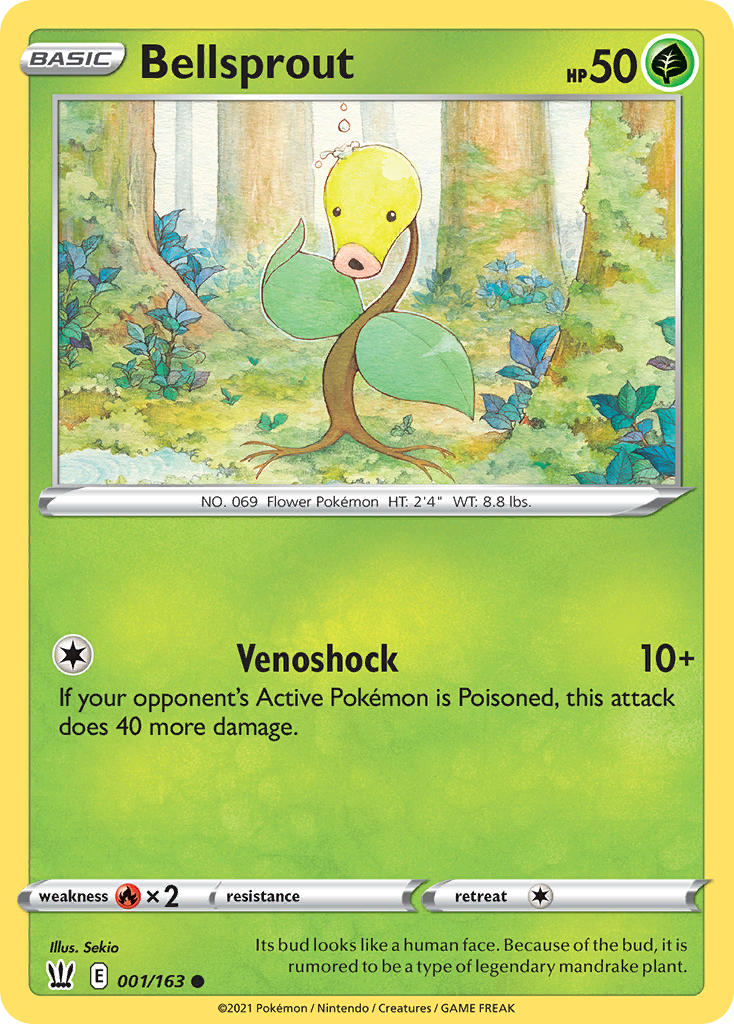 BASIC Bellsprout HP50
NO. 069 Flower Pokémon HT: 2'4" WT: 8.8 lbs.
Venoshock 10+
If your opponent's Active Pokémon is Poisoned, this attack
does 40 more damage.
weakness ×2 resistance retreat
Illus. Sekio
Its bud looks like a human face. Because of the bud, it is
rumored to be a type of legendary mandrake plant.
E 001/163
©2021 Pokémon / Nintendo / Creatures / GAME FREAK